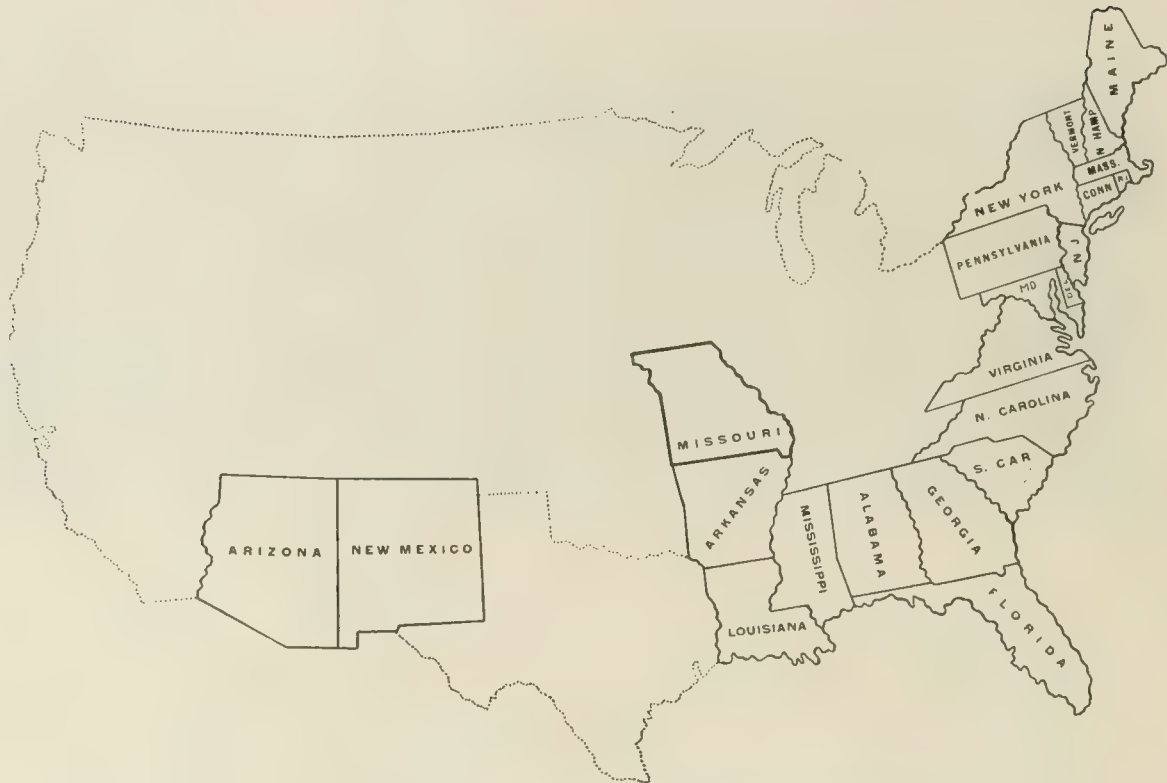 MAINE
VERMONT
N HAMP
MASS.
CONN
R.I.
NEW YORK
PENNSYLVANIA
N J
MD
DEL
VIRGINIA
N. CAROLINA
S. CAR
GEORGIA
ALABAMA
MISSISSIPPI
FLORIDA
MISSOURI
ARKANSAS
LOUISIANA
ARIZONA
NEW MEXICO